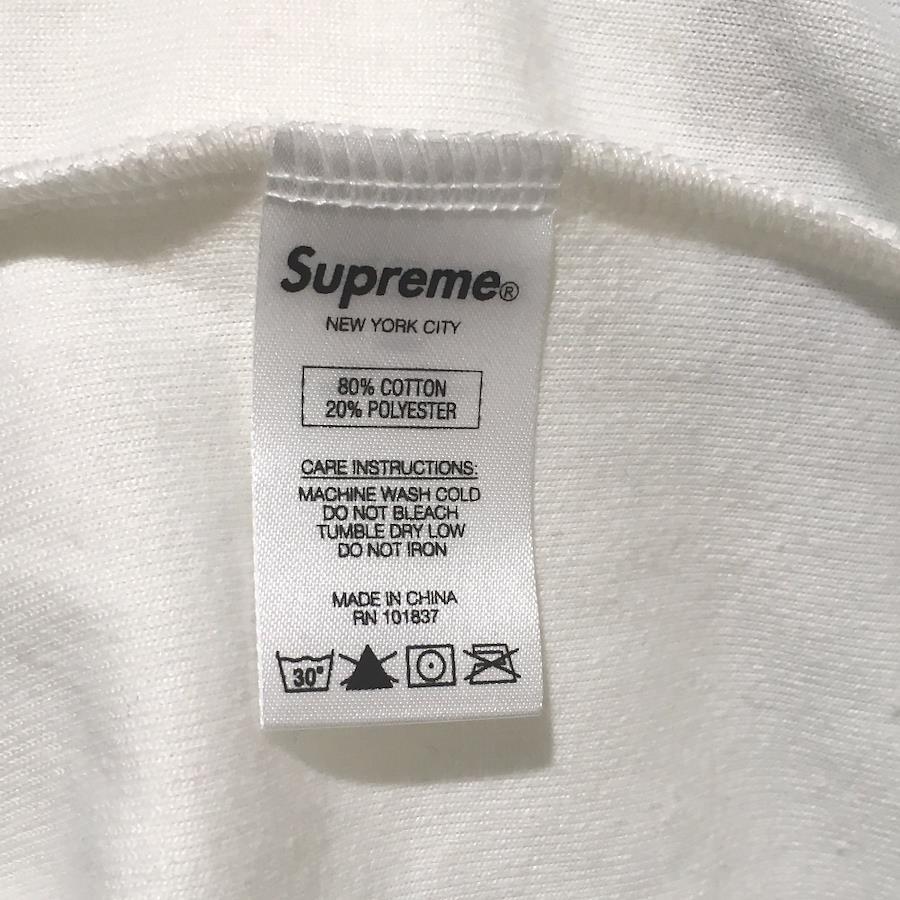 Supreme®
NEW YORK CITY
80% COTTON
20% POLYESTER
CARE INSTRUCTIONS:
MACHINE WASH COLD
DO NOT BLEACH
TUMBLE DRY LOW
DO NOT IRON
MADE IN CHINA
RN 101837
30°